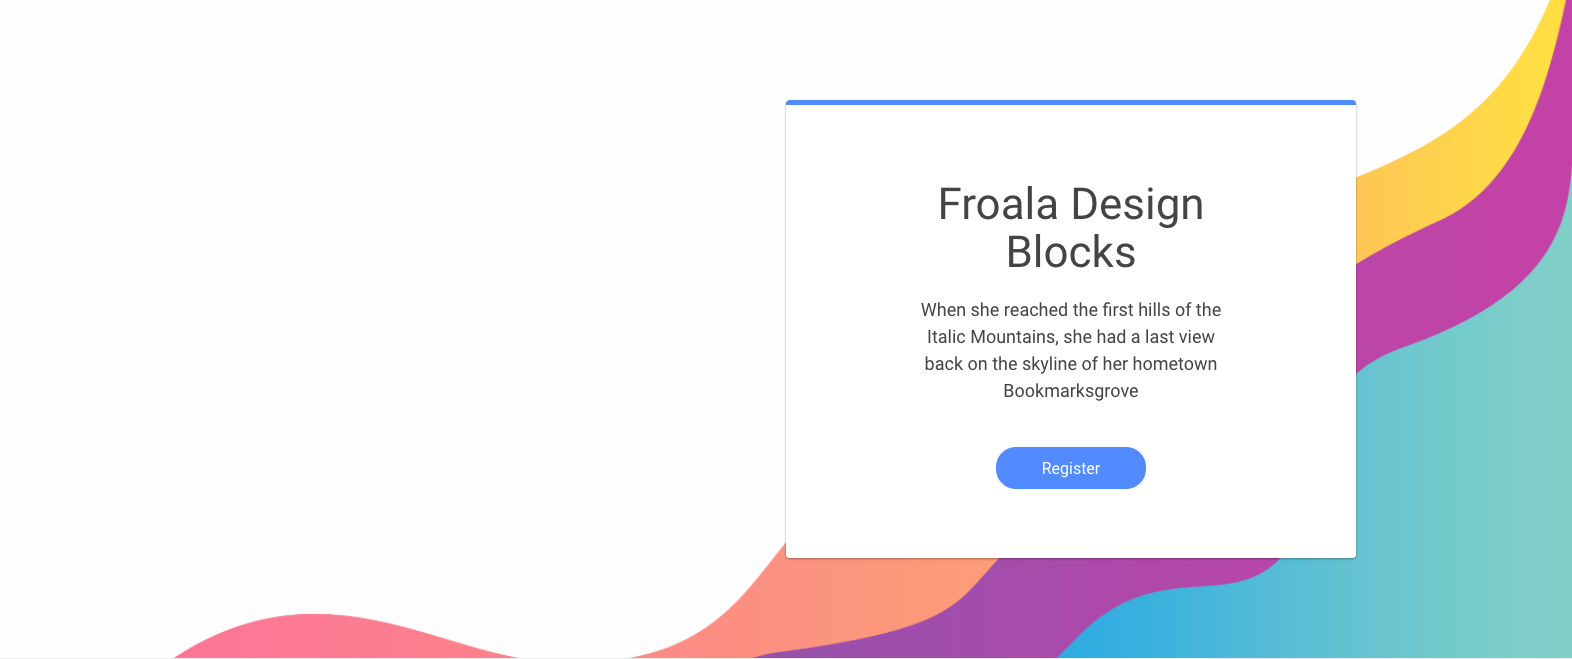 Froala Design
Blocks
When she reached the first hills of the
Italic Mountains, she had a last view
back on the skyline of her hometown
Bookmarksgrove
Register